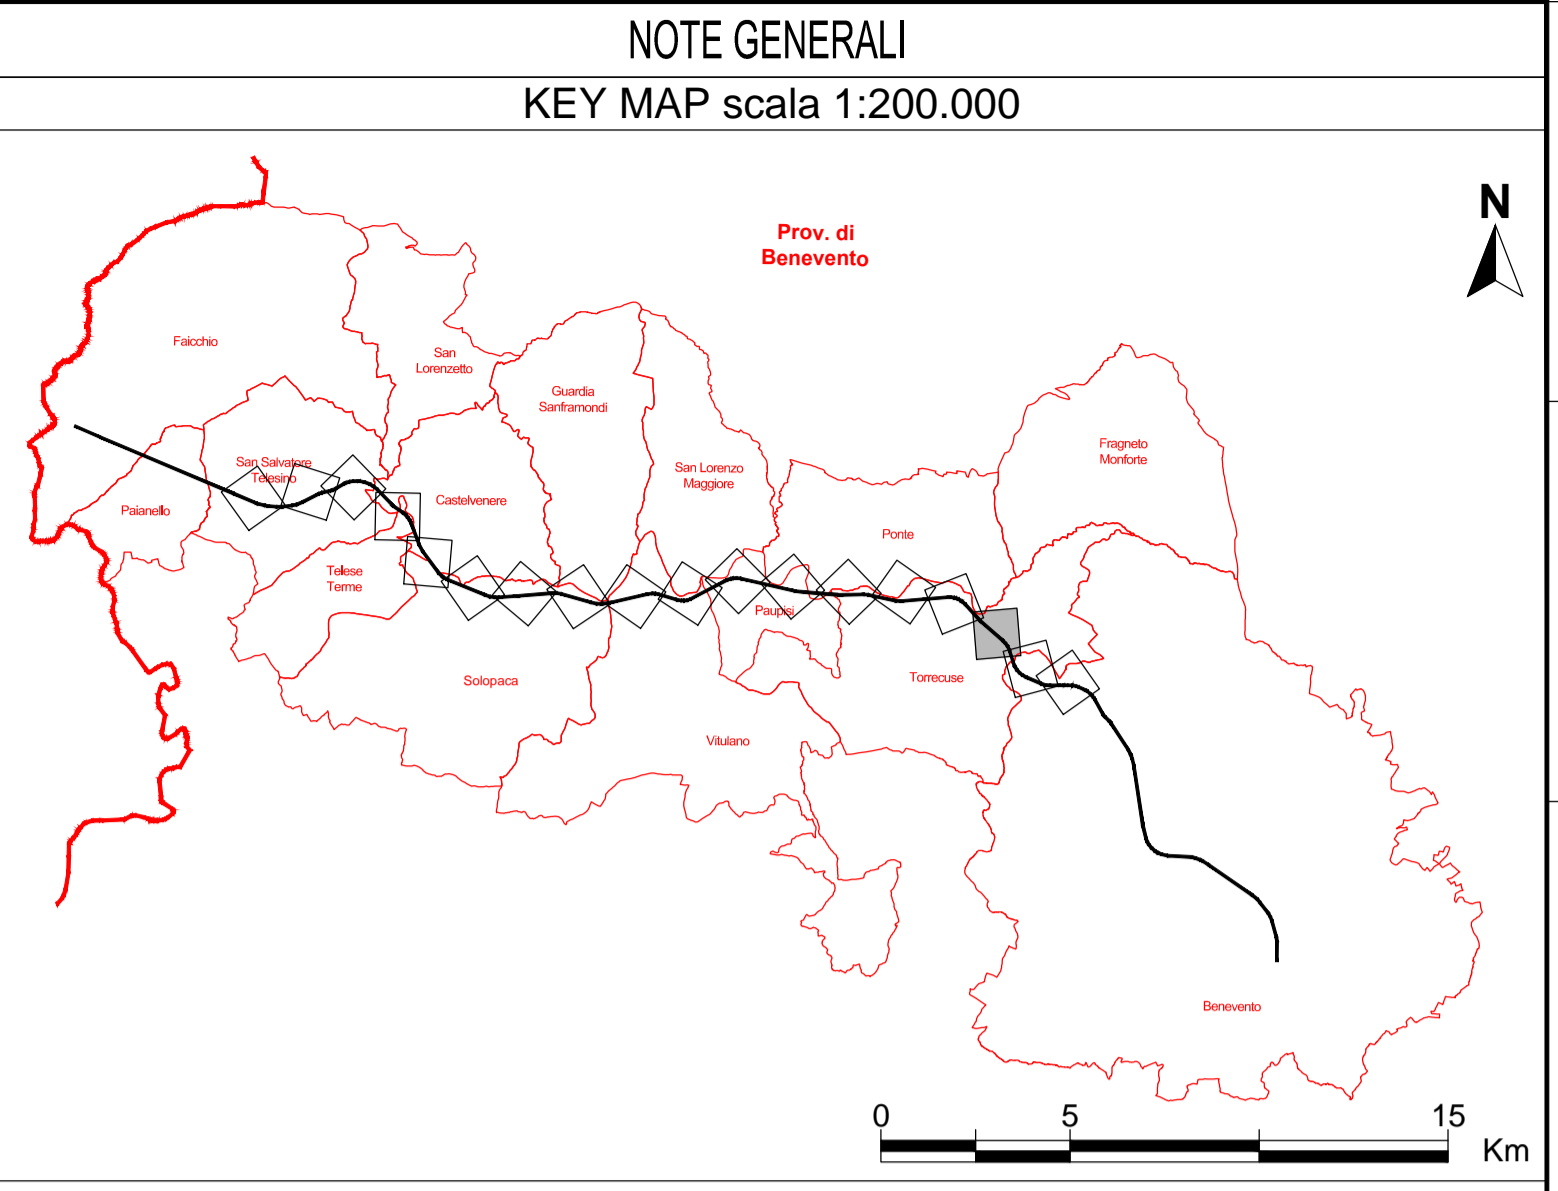 NOTE GENERALI
KEY MAP scala 1:200.000
N
Prov. di
Benevento
Faicchio
San
Lorenzetto
Guardia
Sanframondi
San Lorenzo
Maggiore
Fragneto
Monforte
San Salvatore
Telesino
Castelvenere
Paianello
Ponte
Telese
Terme
Paupisi
Solopaca
Torrecuse
Vitulano
Benevento
0 5 15
Km